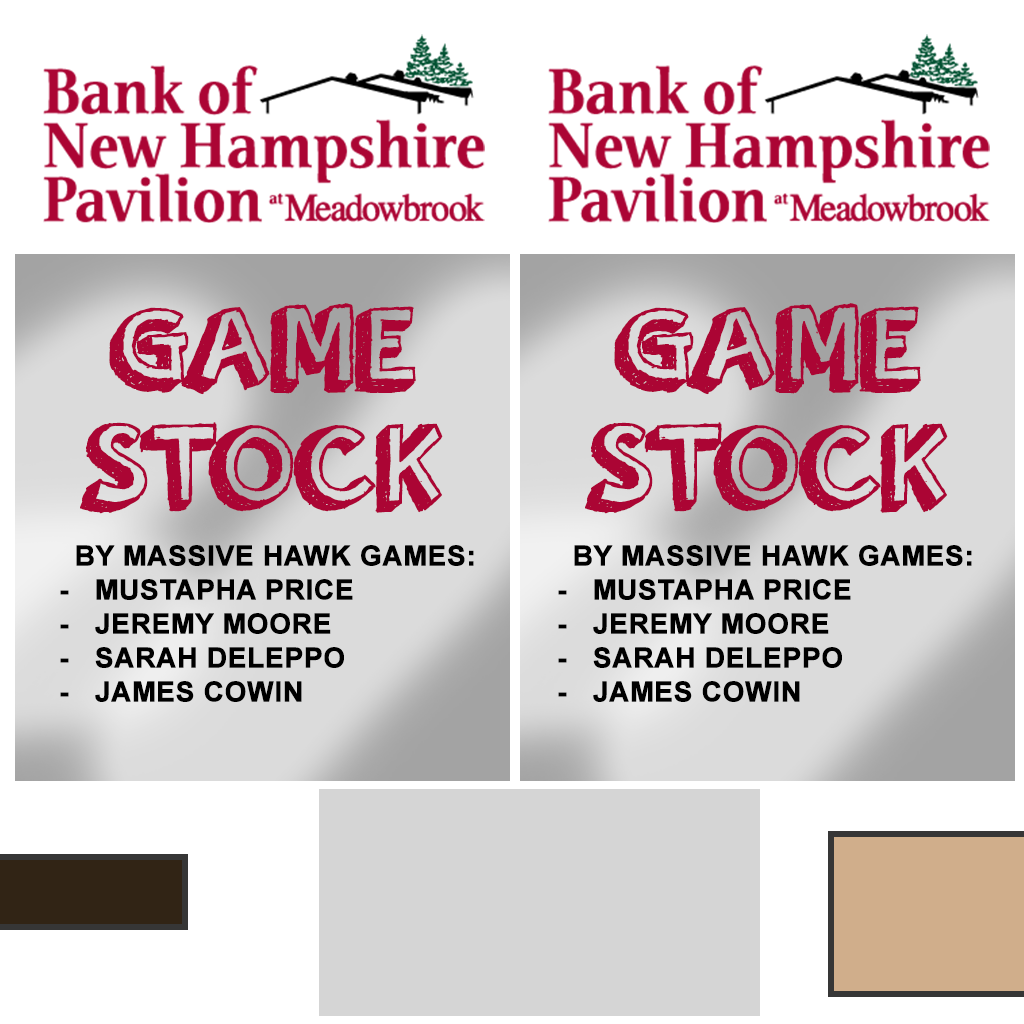 Bank of
New Hampshire
Pavilion at Meadowbrook
Bank of
New Hampshire
Pavilion at Meadowbrook
GAME
STOCK
BY MASSIVE HAWK GAMES:
- MUSTAPHA PRICE
- JEREMY MOORE
- SARAH DELEPPO
- JAMES COWIN
GAME
STOCK
BY MASSIVE HAWK GAMES:
- MUSTAPHA PRICE
- JEREMY MOORE
- SARAH DELEPPO
- JAMES COWIN